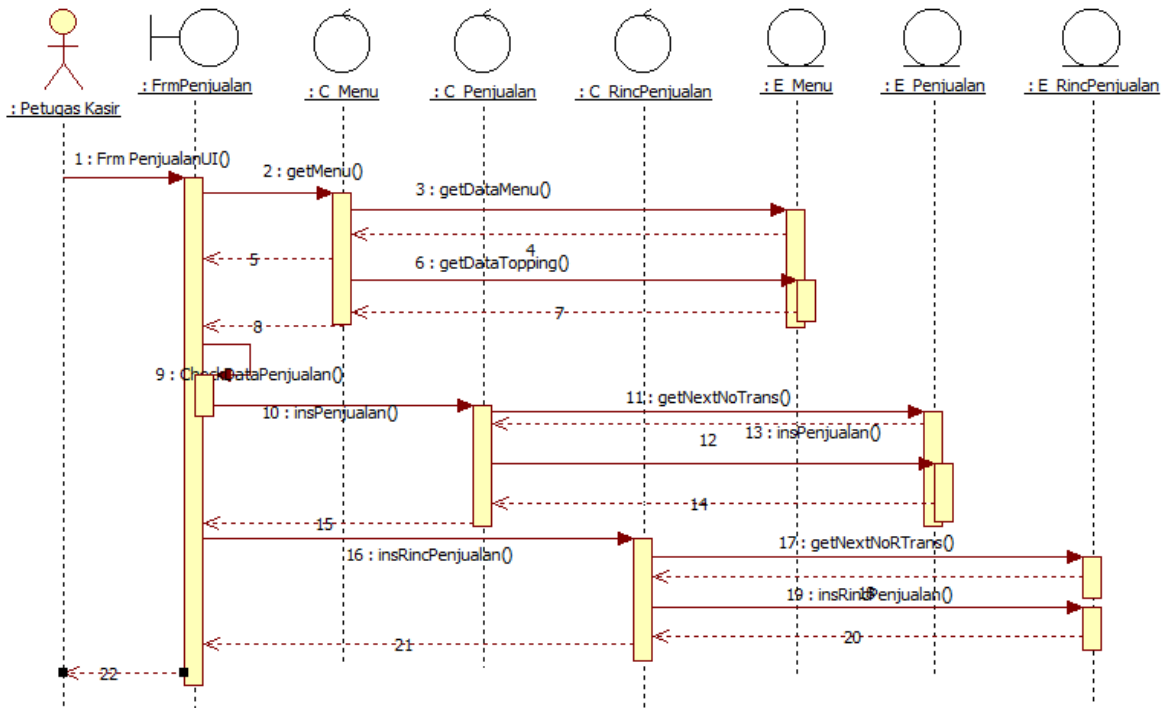 : Petugas Kasir
: FrmPenjualan
: C_Menu
: C_Penjualan
: C_RincPenjualan
: E_Menu
: E_Penjualan
: E_RincPenjualan
1 : Frm PenjualanUI()
2 : getMenu()
3 : getDataMenu()
4
5
6 : getDataTopping()
7
8
9 : CheckDataPenjualan()
10 : insPenjualan()
11 : getNextNoTrans()
12
13 : insPenjualan()
14
15
16 : insRincPenjualan()
17 : getNextNoRTrans()
18
19 : insRincPenjualan()
20
21
22